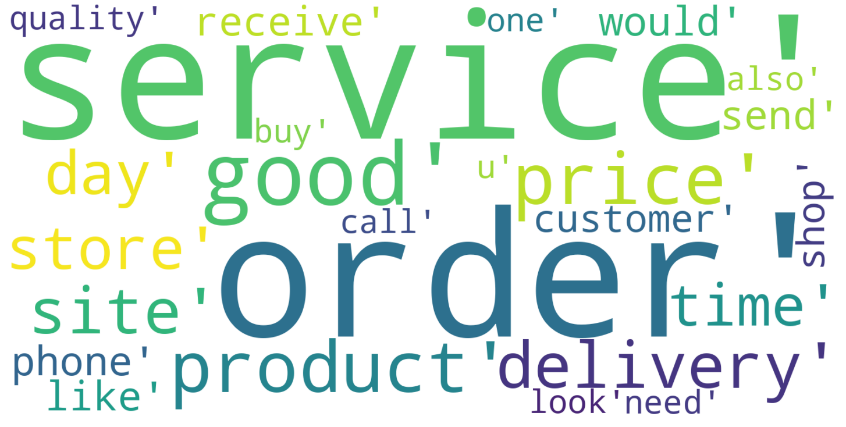 quality' receive' one' would'
service'
also'
send'
buy'
day' good' u' price'
shop'
call' customer'
store' order'
site' time'
phone' product' delivery'
like' look' need'